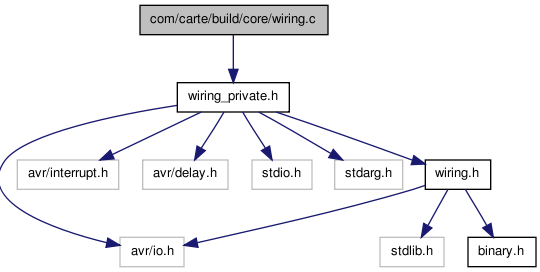 com/carte/build/core/wiring.c
wiring_private.h
avr/interrupt.h
avr/delay.h
stdio.h
stdarg.h
wiring.h
avr/io.h
stdlib.h
binary.h